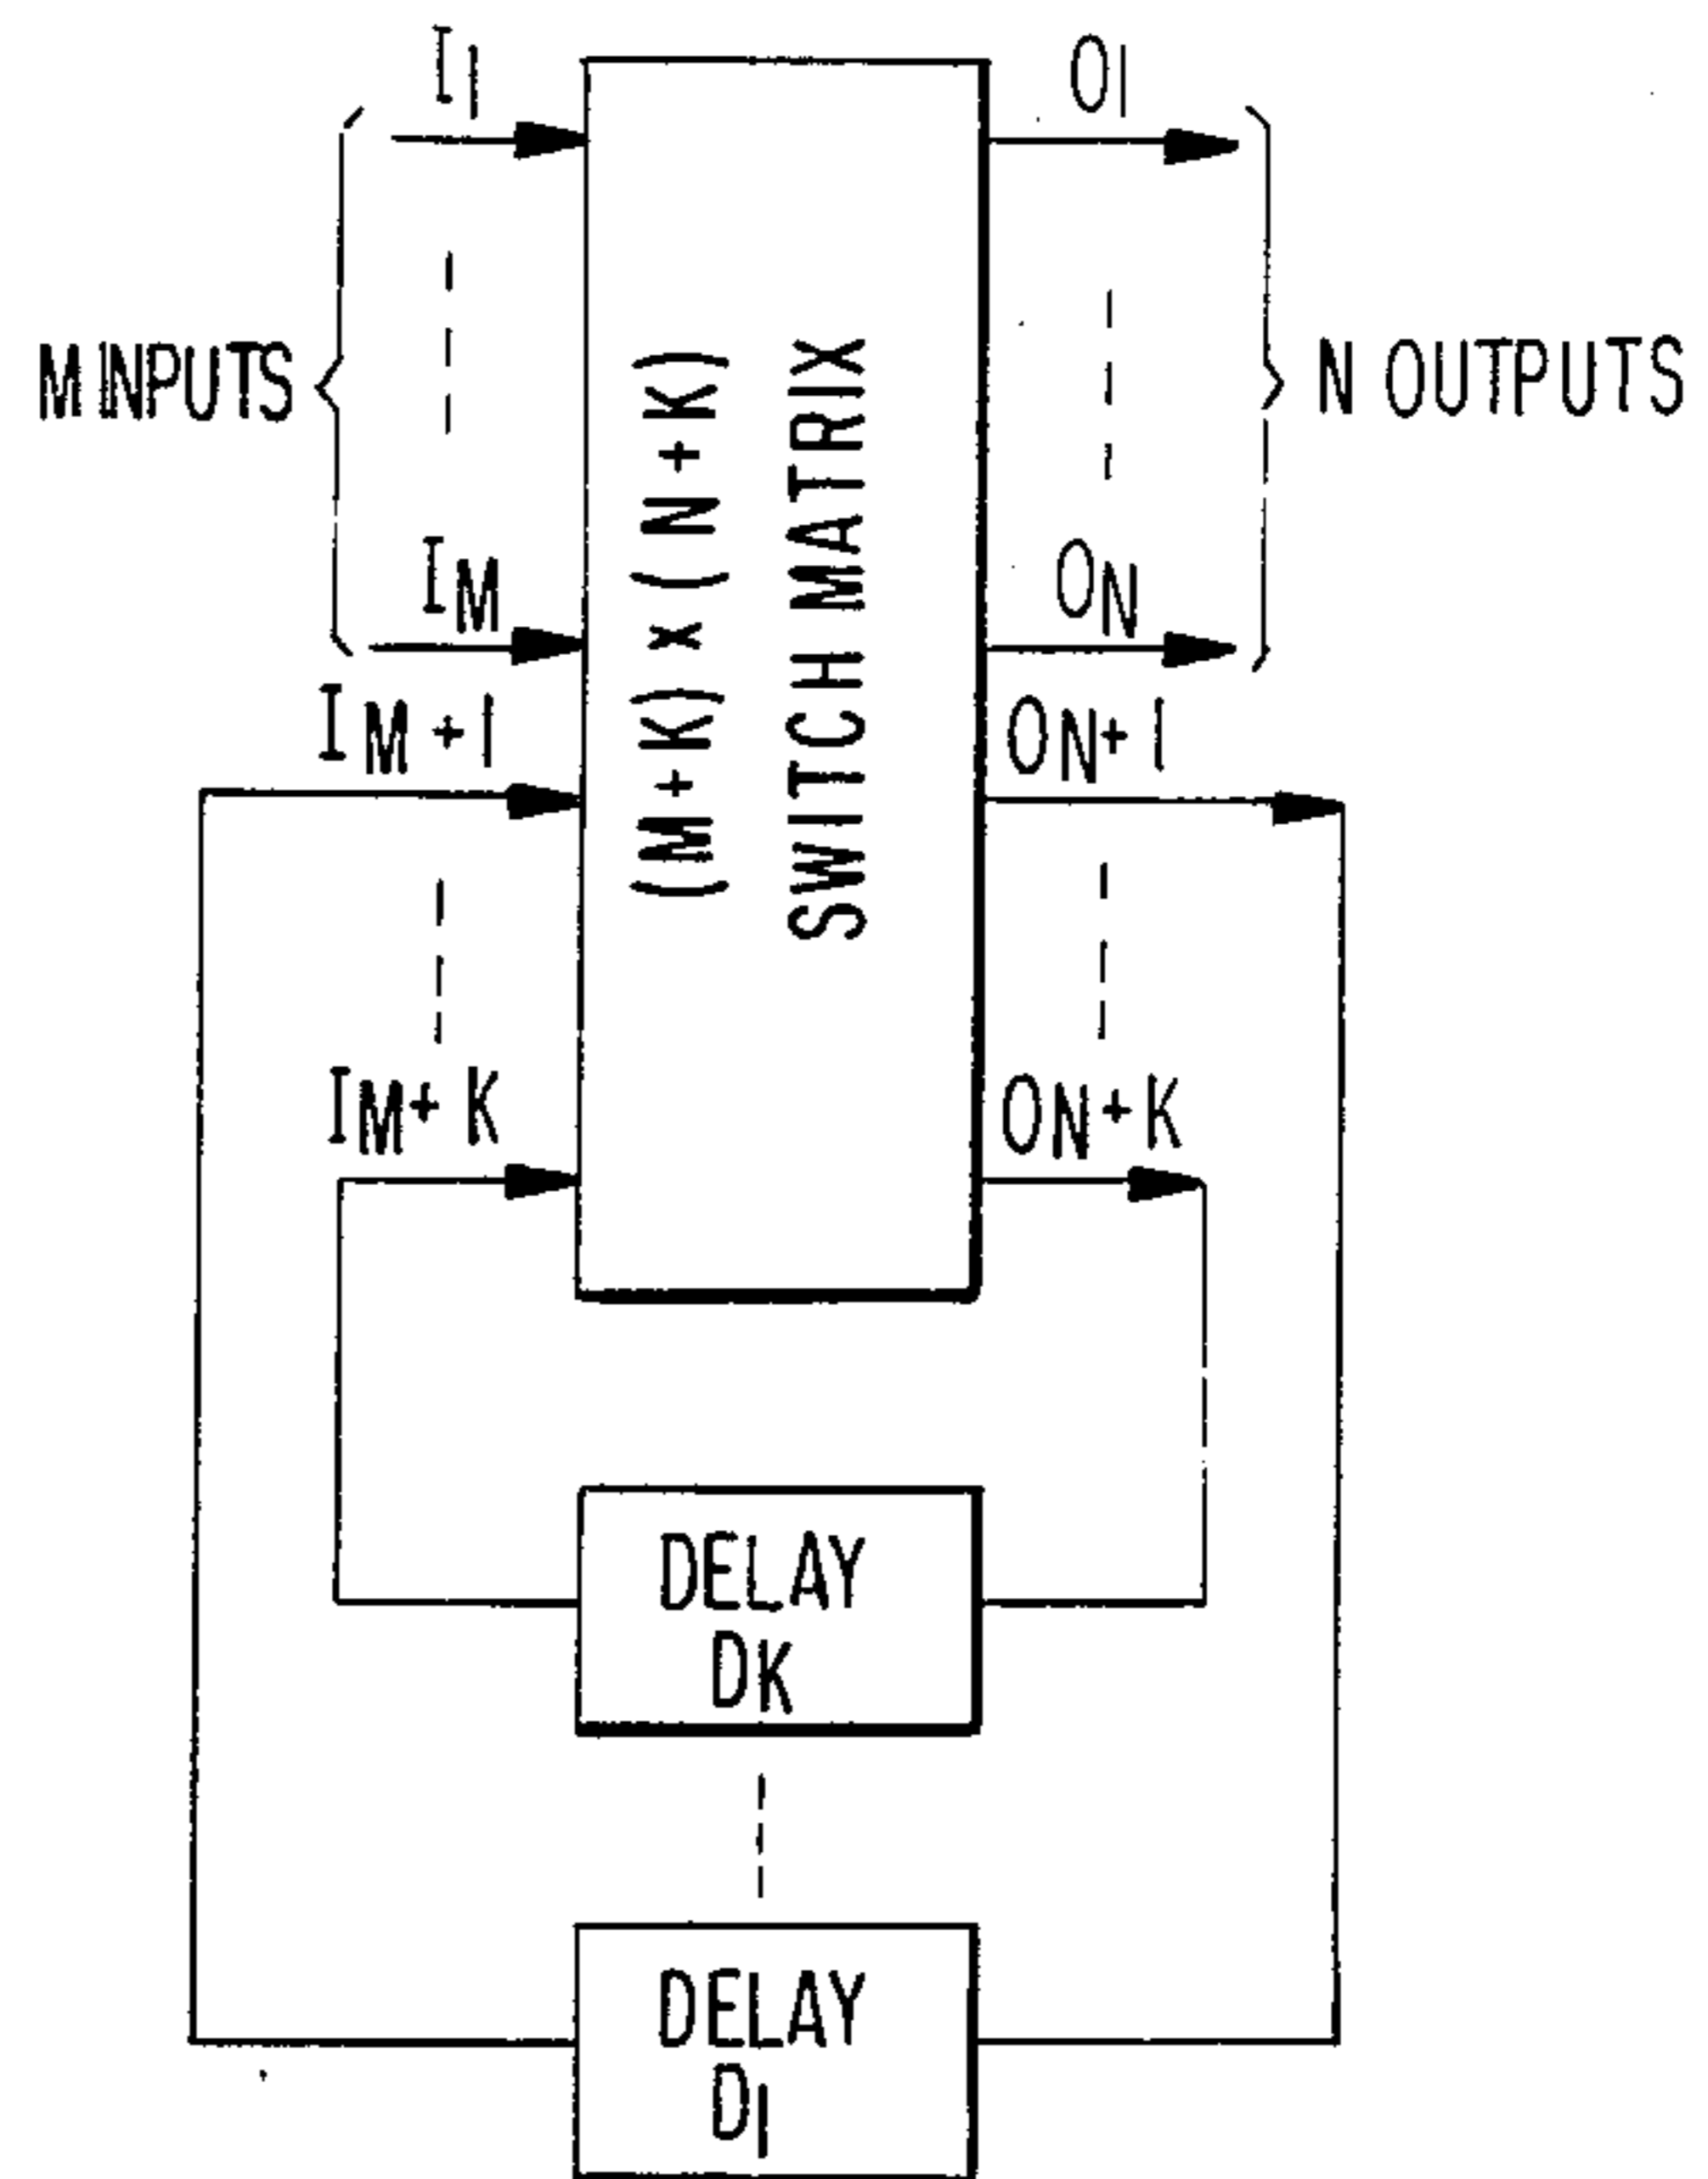 I1
O1
M INPUTS
N OUTPUTS
(M+K) x (N+K)
SWITCH MATRIX
IM
ON
IM+1
ON+1
IM+K
ON+K
DELAY
DK
DELAY
D1